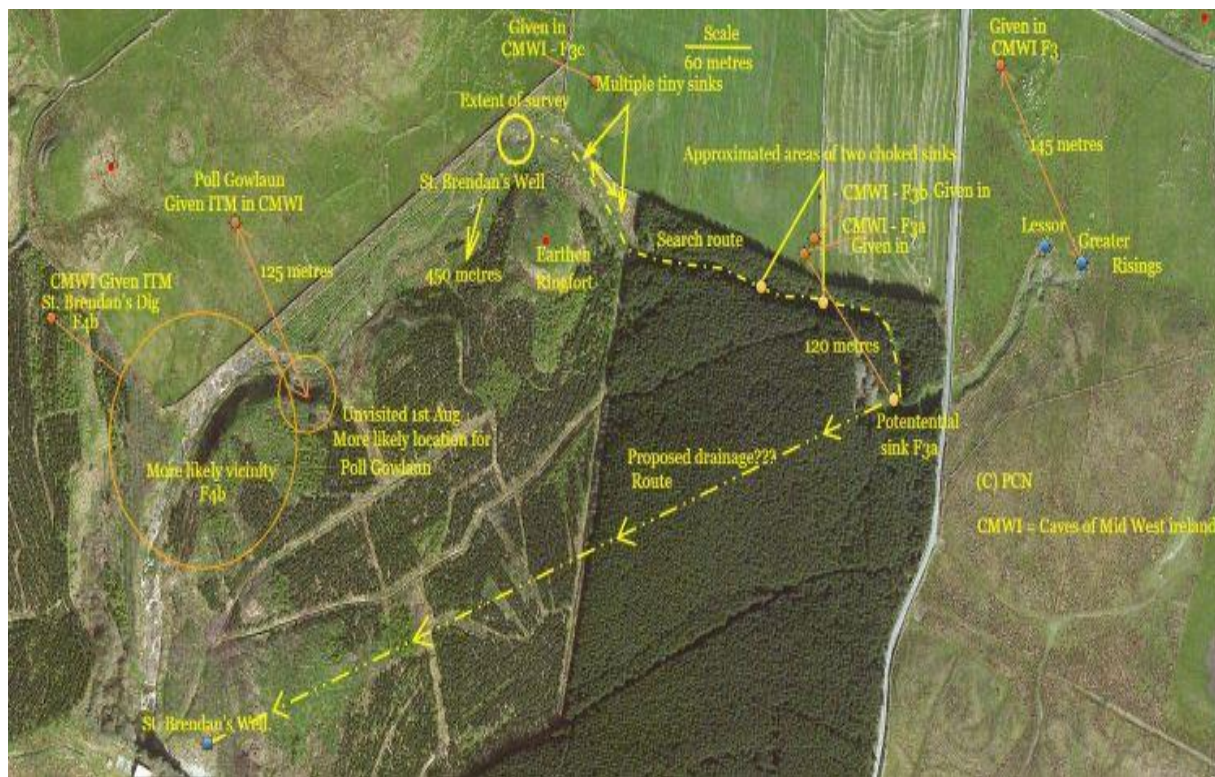 Given in
CMWI - F3c
Scale
60 metres
Given in
CMWI F3
Multiple tiny sinks
Extent of survey
145 metres
Approximated areas of two choked sinks
St. Brendan's Well
Poll Gowlaun
Given ITM in CMWI
CMWI - F3b Given in
CMWI - F3a
Given in
Lessor
Greater
Risings
Search route
Earthen
Ringfort
125 metres
450 metres
CMWI Given ITM
St. Brendan's Dig
F4b
120 metres
Unvisited 1st Aug
More likely location for
Poll Gowlaun
Potentential
sink F3a
More likely vicinity
F4b
Proposed drainage???
Route
(C) PCN
CMWI = Caves of Mid West ireland
St. Brendan's Well.